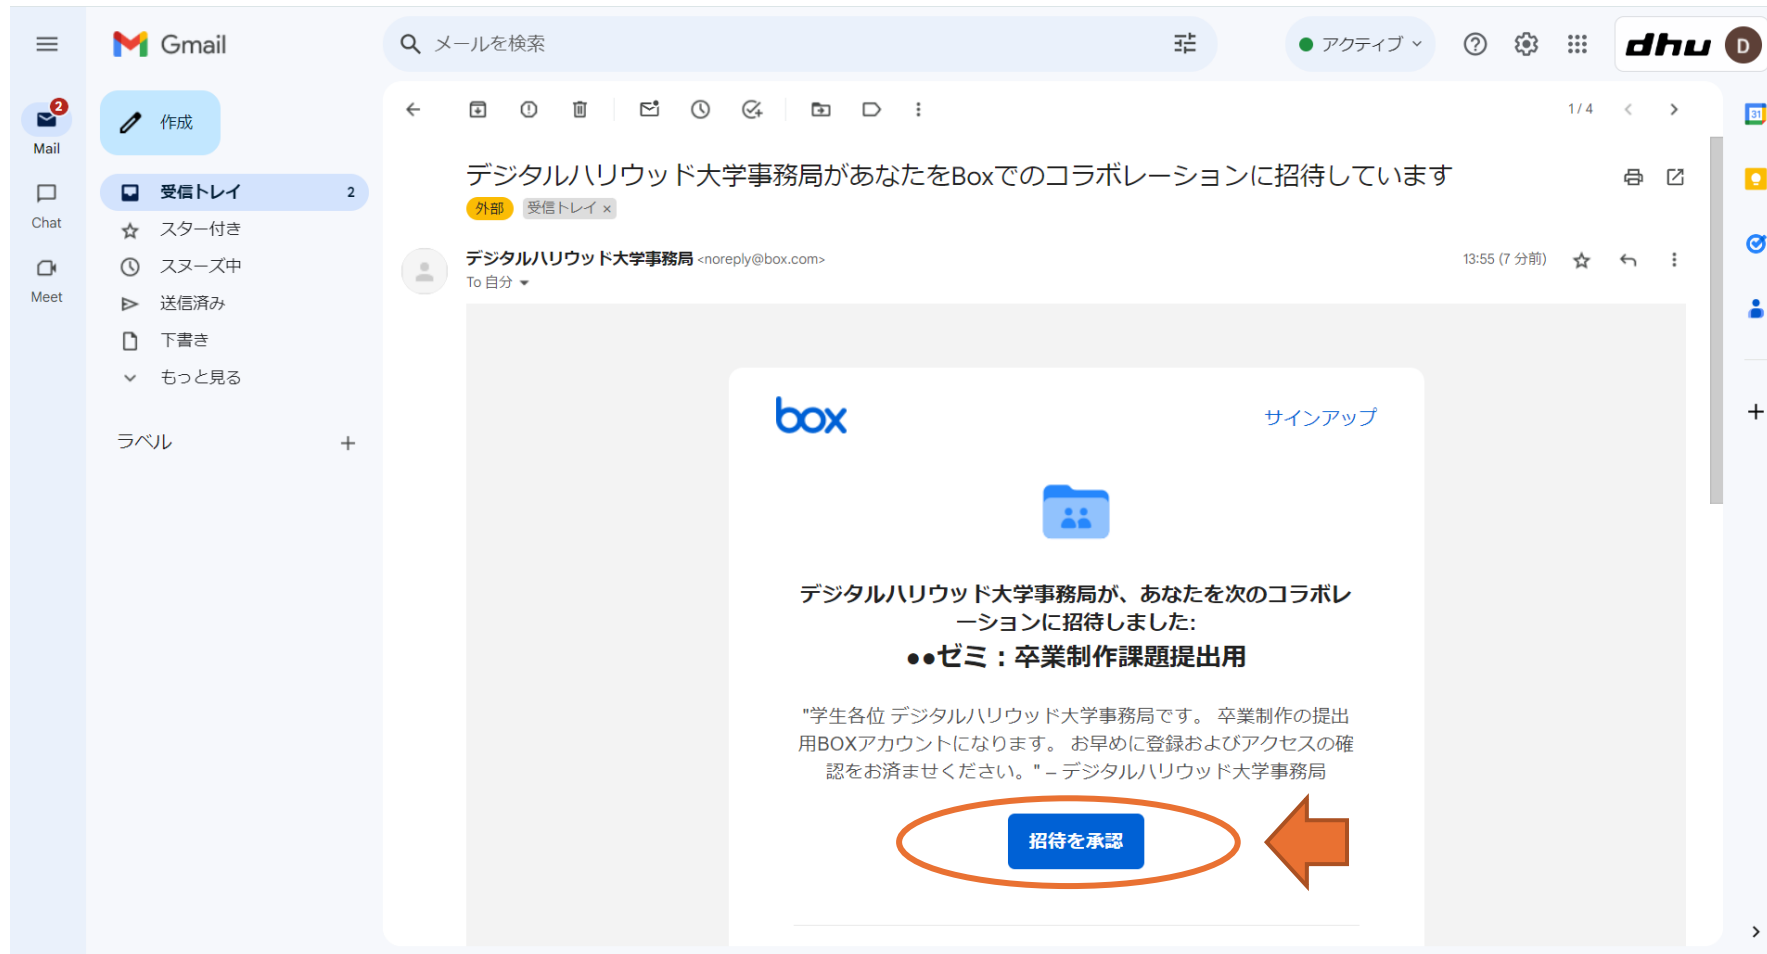 Gmail
メールを検索
アクティブ
dhu
D
2
Mail
Chat
Meet
作成
受信トレイ 2
スター付き
スヌーズ中
送信済み
下書き
もっと見る
ラベル
1 / 4
31
デジタルハリウッド大学事務局があなたをBoxでのコラボレーションに招待しています
外部 受信トレイ ×
デジタルハリウッド大学事務局 <noreply@box.com>
13:55 (7 分前)
To 自分
box
サインアップ
デジタルハリウッド大学事務局が、あなたを次のコラボレ
ーションに招待しました:
●●ゼミ：卒業制作課題提出用
"学生各位 デジタルハリウッド大学事務局です。 卒業制作の提出
用BOXアカウントになります。 お早めに登録およびアクセスの確
認をお済ませください。" – デジタルハリウッド大学事務局
招待を承認